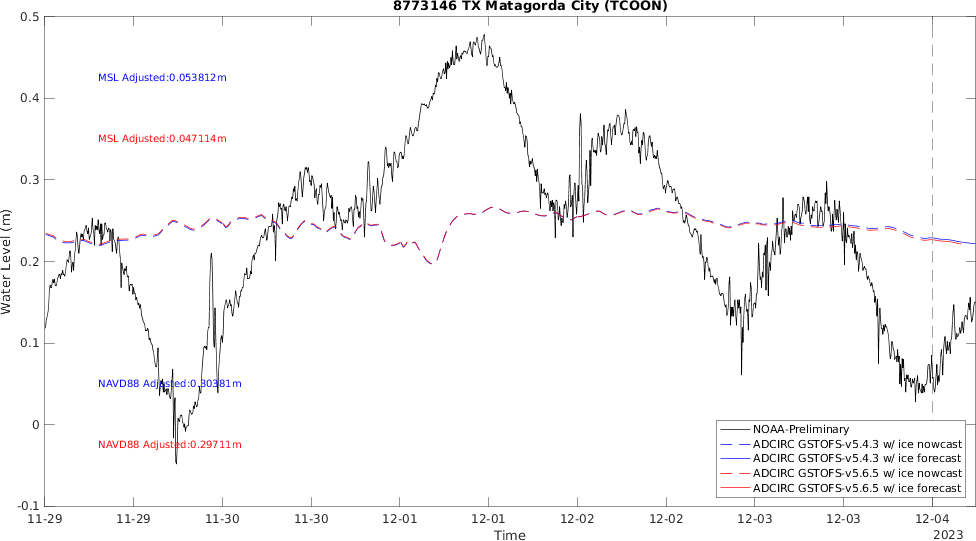 8773146 TX Matagorda City (TCOON)
0.5
0.4
0.3
0.2
0.1
0
-0.1
Water Level (m)
MSL Adjusted:0.053812m
MSL Adjusted:0.047114m
NAVD88 Adjusted:0.30381m
NAVD88 Adjusted:0.29711m
NOAA-Preliminary
ADCIRC GSTOFS-v5.4.3 w/ ice nowcast
ADCIRC GSTOFS-v5.4.3 w/ ice forecast
ADCIRC GSTOFS-v5.6.5 w/ ice nowcast
ADCIRC GSTOFS-v5.6.5 w/ ice forecast
11-29 11-29 11-30 11-30 12-01 12-01 12-02 12-02 12-03 12-03 12-04
Time
2023